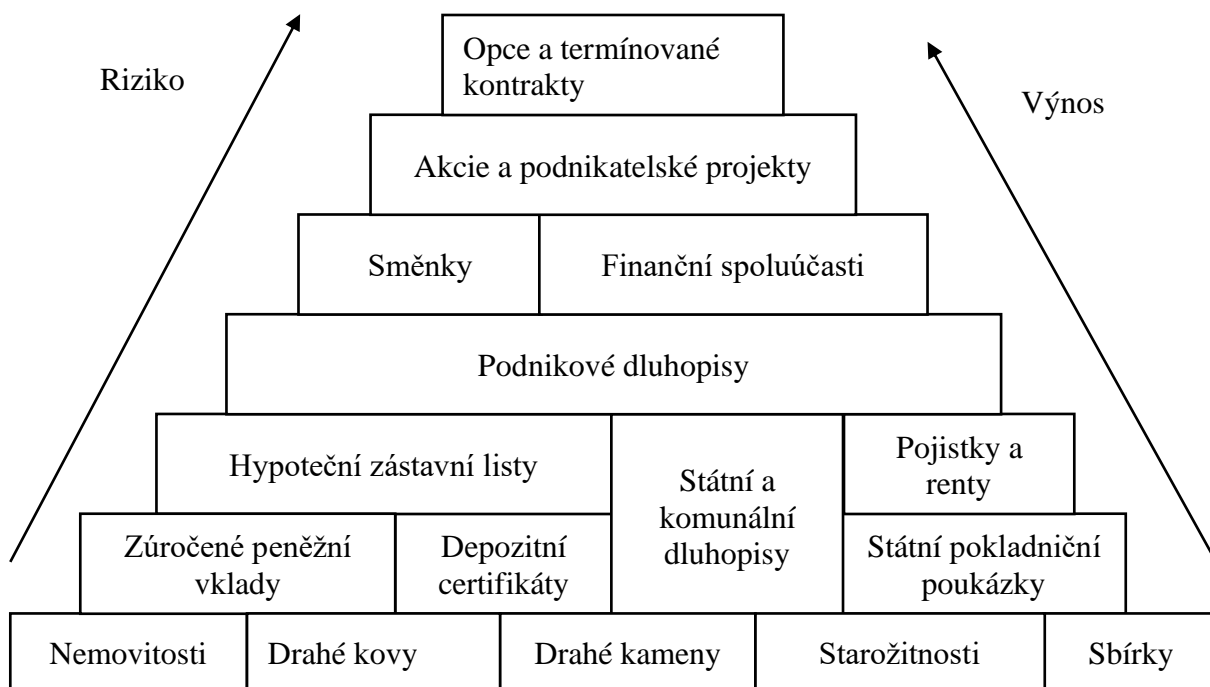 Riziko
Výnos
Opce a termínované
kontrakty
Akcie a podnikatelské projekty
Směnky
Finanční spoluúčasti
Podnikové dluhopisy
Hypoteční zástavní listy
Státní a
komunální
dluhopisy
Pojistky a
renty
Zúročené peněžní
vklady
Depozitní
certifikáty
Státní pokladniční
poukázky
Nemovitosti
Drahé kovy
Drahé kameny
Starožitnosti
Sbírky